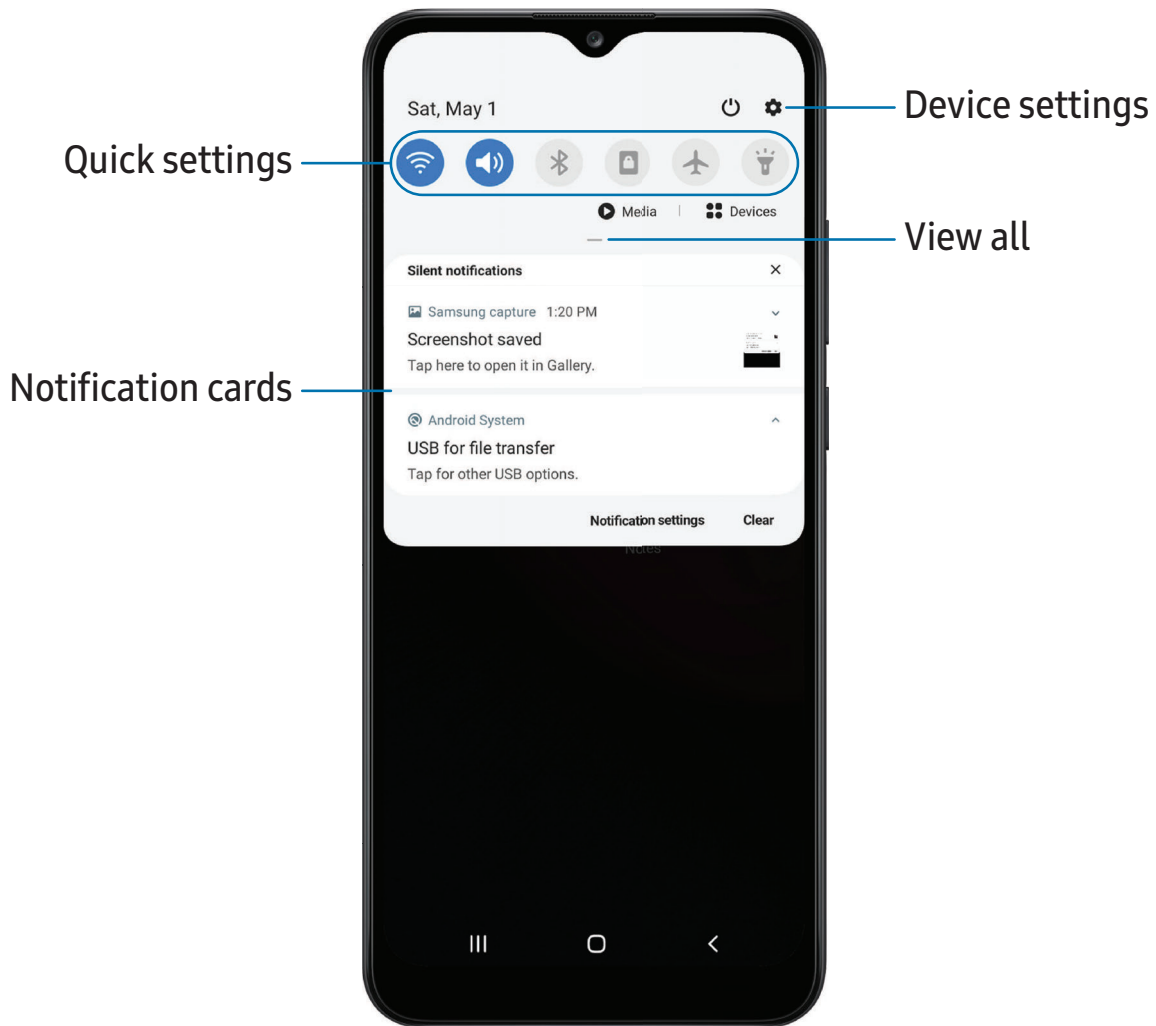 Sat, May 1
Device settings
Quick settings
Media | Devices
View all
Silent notifications
Samsung capture 1:20 PM
Screenshot saved
Tap here to open it in Gallery.
Notification cards
Android System
USB for file transfer
Tap for other USB options.
Notification settings Clear
Notes